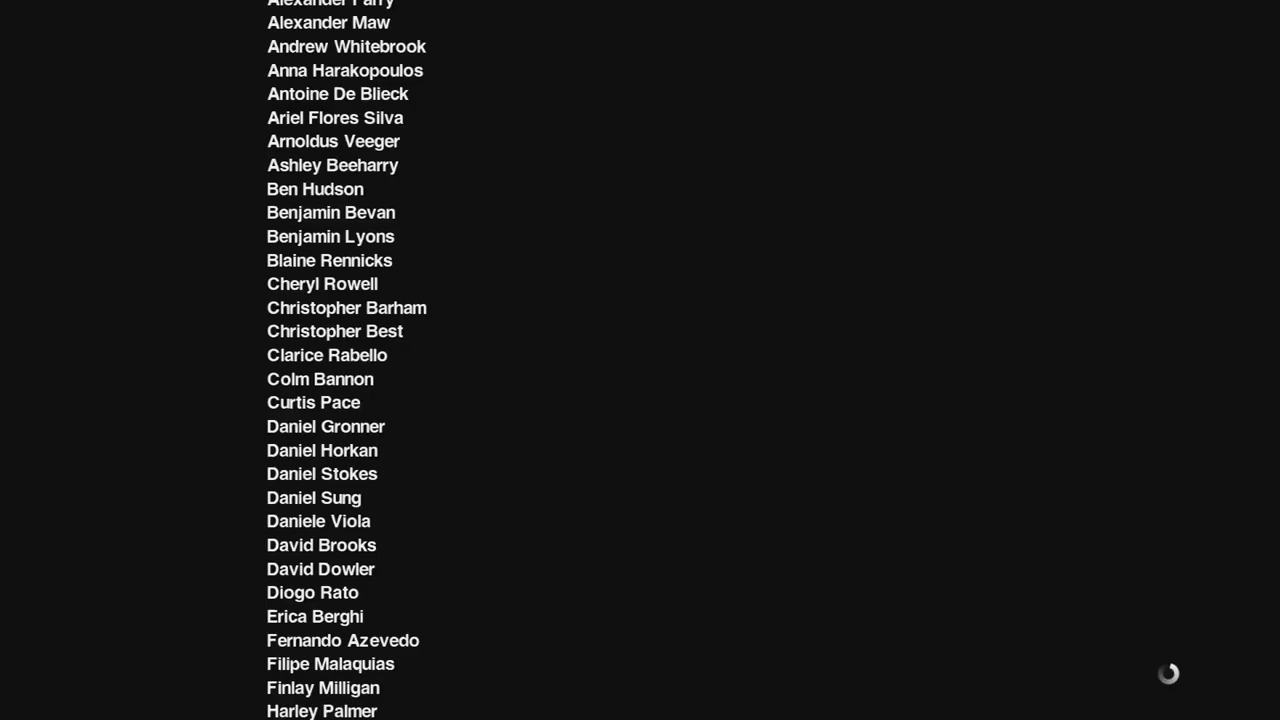 Alexander Parry
Alexander Maw
Andrew Whitebrook
Anna Harakopoulos
Antoine De Blieck
Ariel Flores Silva
Arnoldus Veeger
Ashley Beeharry
Ben Hudson
Benjamin Bevan
Benjamin Lyons
Blaine Rennicks
Cheryl Rowell
Christopher Barham
Christopher Best
Clarice Rabello
Colm Bannon
Curtis Pace
Daniel Gronner
Daniel Horkan
Daniel Stokes
Daniel Sung
Daniele Viola
David Brooks
David Dowler
Diogo Rato
Erica Berghi
Fernando Azevedo
Filipe Malaquias
Finlay Milligan
Harley Palmer